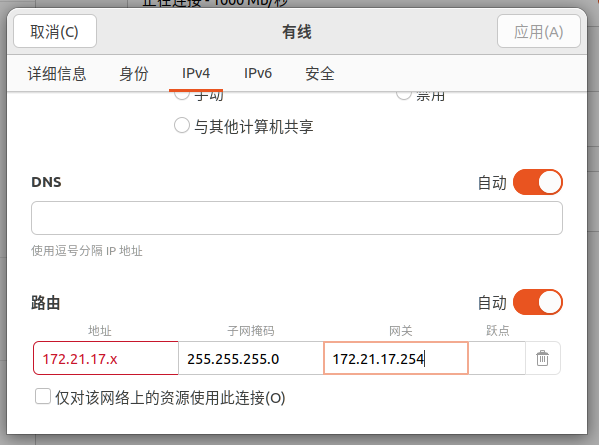 正在连接 - 1000 Mb/秒
取消(C) 有线 应用(A)
详细信息 身份 IPv4 IPv6 安全
手动 禁用
与其他计算机共享
DNS 自动
使用逗号分隔 IP 地址
路由 自动
地址 子网掩码 网关 跃点
172.21.17.x 255.255.255.0 172.21.17.254
仅对该网络上的资源使用此连接(O)